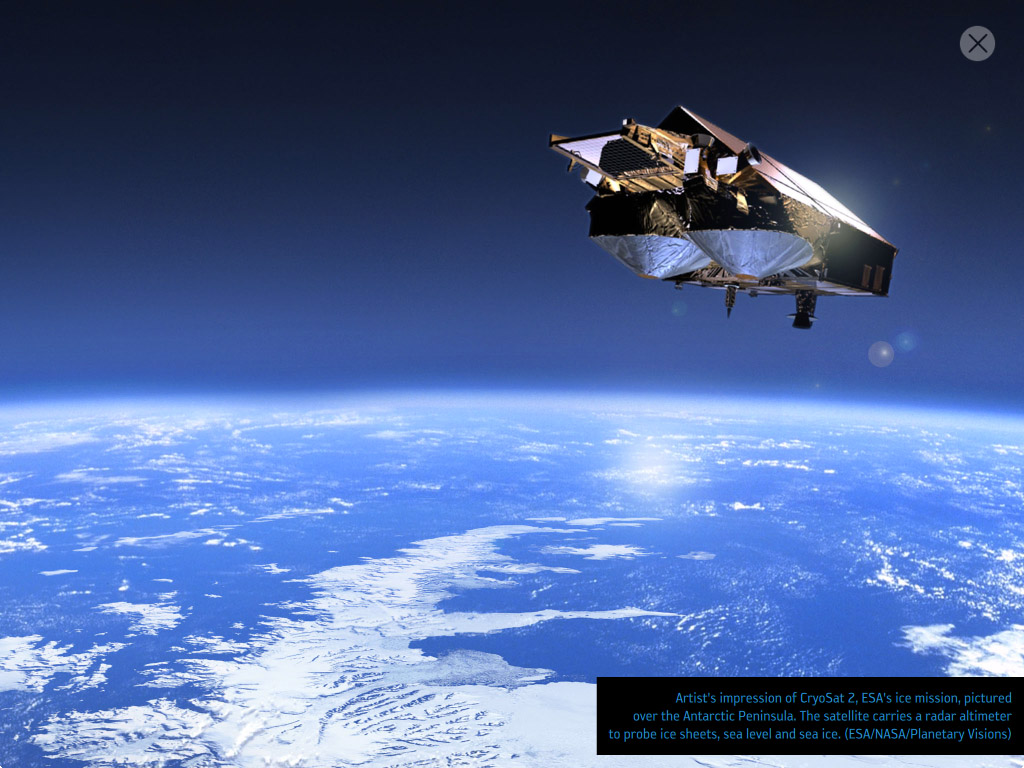 Artist's impression of CryoSat 2, ESA's ice mission, pictured
over the Antarctic Peninsula. The satellite carries a radar altimeter
to probe ice sheets, sea level and sea ice. (ESA/NASA/Planetary Visions)